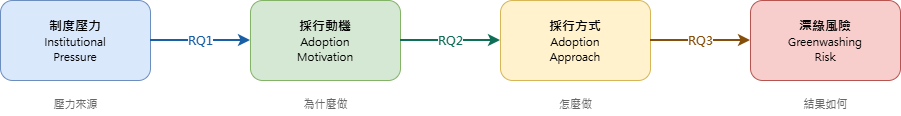 制度壓力
Institutional
Pressure
RQ1
採行動機
Adoption
Motivation
RQ2
採行方式
Adoption
Approach
RQ3
漂綠風險
Greenwashing
Risk
壓力來源
為什麼做
怎麼做
結果如何